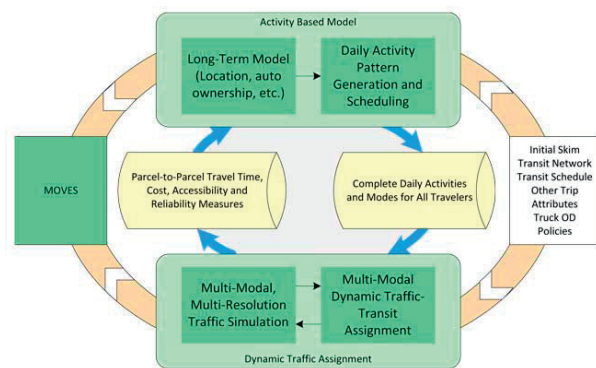 Activity Based Model
Long-Term Model
(Location, auto
ownership, etc.)
Daily Activity
Pattern
Generation and
Scheduling
MOVES
Parcel-to-Parcel Travel Time,
Cost, Accessibility and
Reliability Measures
Complete Daily Activities
and Modes for All Travelers
Initial Skim
Transit Network
Transit Schedule
Other Trip
Attributes
Truck OD
Policies
Multi-Modal,
Multi-Resolution
Traffic Simulation
Multi-Modal
Dynamic Traffic-
Transit
Assignment
Dynamic Traffic Assignment